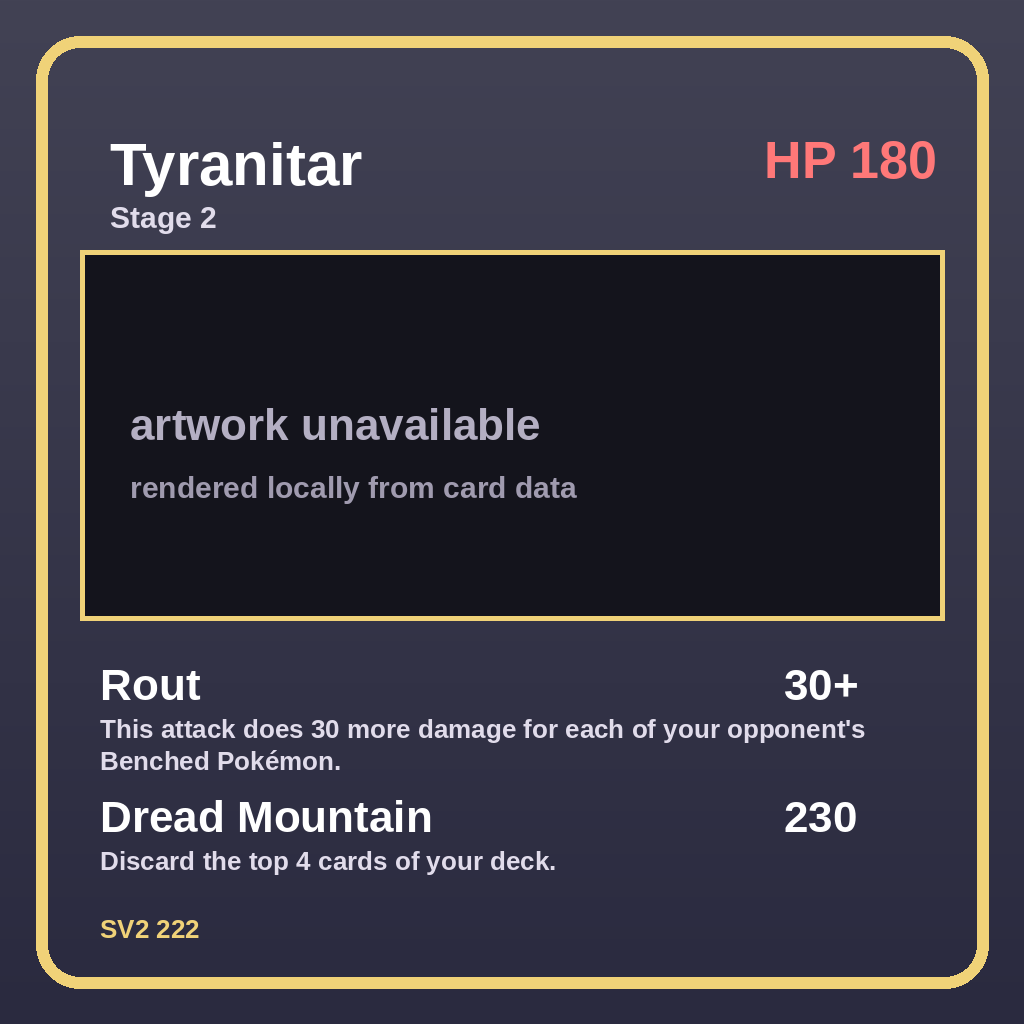 Tyranitar
HP 180
Stage 2
artwork unavailable
rendered locally from card data
Rout 30+
This attack does 30 more damage for each of your opponent's
Benched Pokémon.
Dread Mountain 230
Discard the top 4 cards of your deck.
SV2 222